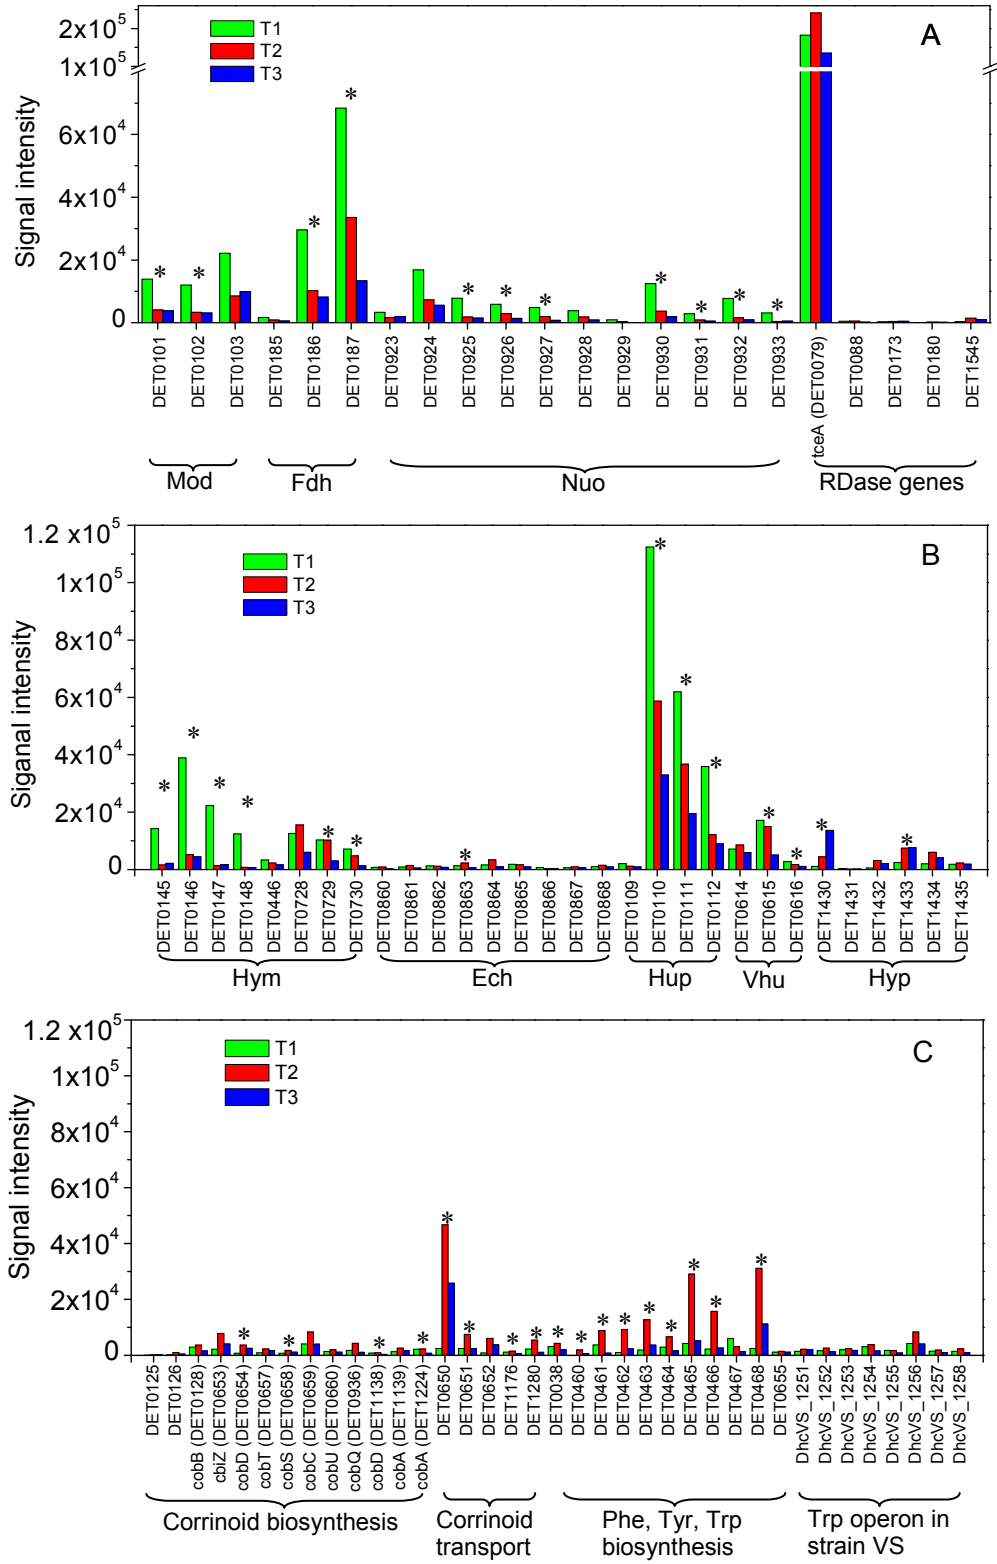 A
T1
T2
T3
2x10^5
1x10^5
6x10^4
4x10^4
2x10^4
0
Signal intensity
DET0101
DET0102
DET0103
DET0185
DET0186
DET0187
DET0923
DET0924
DET0925
DET0926
DET0927
DET0928
DET0929
DET0930
DET0931
DET0932
DET0933
tceA (DET0079)
DET0088
DET0173
DET0180
DET1545
Mod
Fdh
Nuo
RDase genes
B
T1
T2
T3
1.2 x10^5
1x10^5
8x10^4
6x10^4
4x10^4
2x10^4
0
Siganal intensity
DET0145
DET0146
DET0147
DET0148
DET0446
DET0728
DET0729
DET0730
DET0860
DET0861
DET0862
DET0863
DET0864
DET0865
DET0866
DET0867
DET0868
DET0109
DET0110
DET0111
DET0112
DET0614
DET0615
DET0616
DET1430
DET1431
DET1432
DET1433
DET1434
DET1435
Hym
Ech
Hup
Vhu
Hyp
C
T1
T2
T3
1.2 x10^5
1x10^5
8x10^4
6x10^4
4x10^4
2x10^4
0
Signal intensity
DET0125
DET0126
cobB (DET0128)
cbiZ (DET0653)
cobD (DET0654)
cobT (DET0657)
cobS (DET0658)
cobC (DET0659)
cobU (DET0660)
cobQ (DET0936)
cobD (DET1138)
cobA (DET1139)
cobA (DET1224)
DET0650
DET0651
DET0652
DET1176
DET1280
DET0038
DET0460
DET0461
DET0462
DET0463
DET0464
DET0465
DET0466
DET0467
DET0468
DET0655
DhcVS_1251
DhcVS_1252
DhcVS_1253
DhcVS_1254
DhcVS_1255
DhcVS_1256
DhcVS_1257
DhcVS_1258
Corrinoid biosynthesis
Corrinoid
transport
Phe, Tyr, Trp
biosynthesis
Trp operon in
strain VS